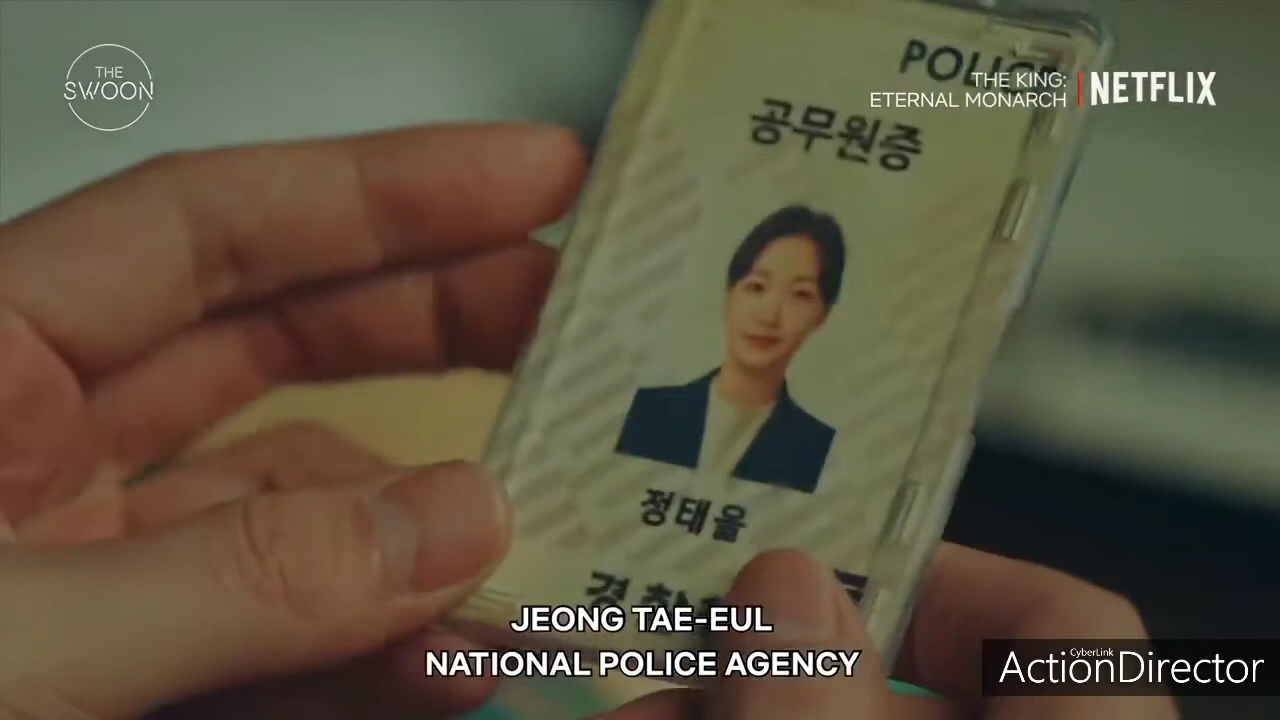 THE
SWOON
THE KING:
ETERNAL MONARCH
NETFLIX
POLICE
공무원증
정태을
JEONG TAE-EUL
NATIONAL POLICE AGENCY
CyberLink
ActionDirector